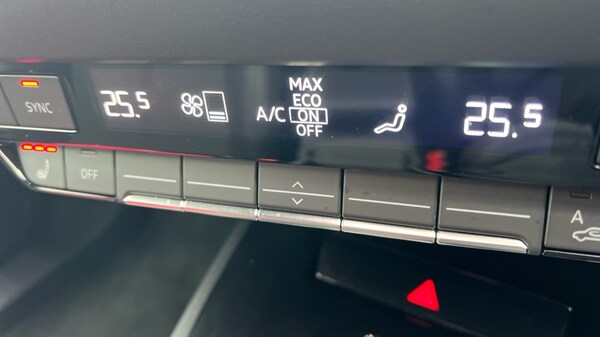 MAX
25.5 ECO 25.5
A/C ON
OFF
SYNC
OFF
A